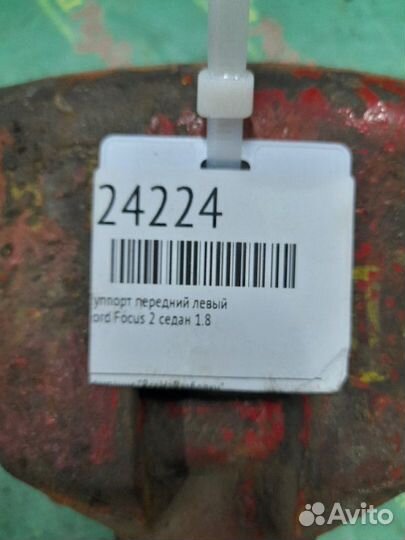 24224
уппорт передний левый
ord Focus 2 седан 1.8
Avito